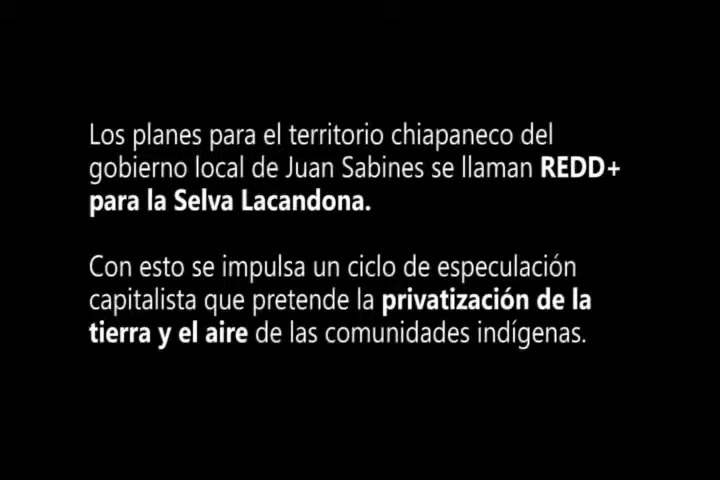 Los planes para el territorio chiapaneco del
gobierno local de Juan Sabines se llaman REDD+
para la Selva Lacandona.
Con esto se impulsa un ciclo de especulación
capitalista que pretende la privatización de la
tierra y el aire de las comunidades indígenas.